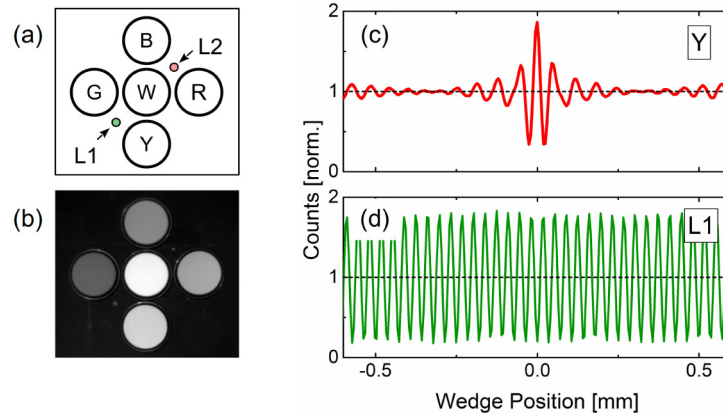 (a)
B
L2
G
W
R
L1
Y
(b)
(c)
Y
2
1
0
(d)
L1
2
1
0
Counts [norm.]
-0.5
0.0
0.5
Wedge Position [mm]